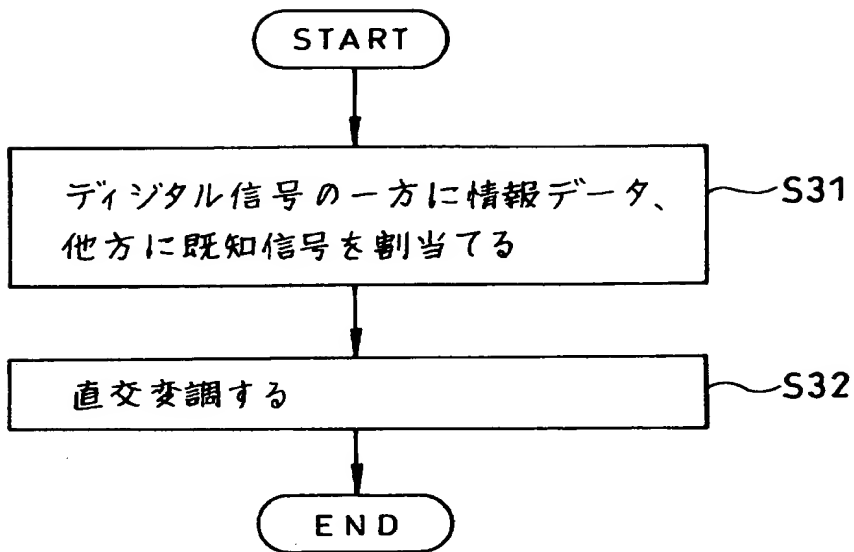 START
ディジタル信号の一方に情報データ、
他方に既知信号を割当てる
S31
直交変調する
S32
END